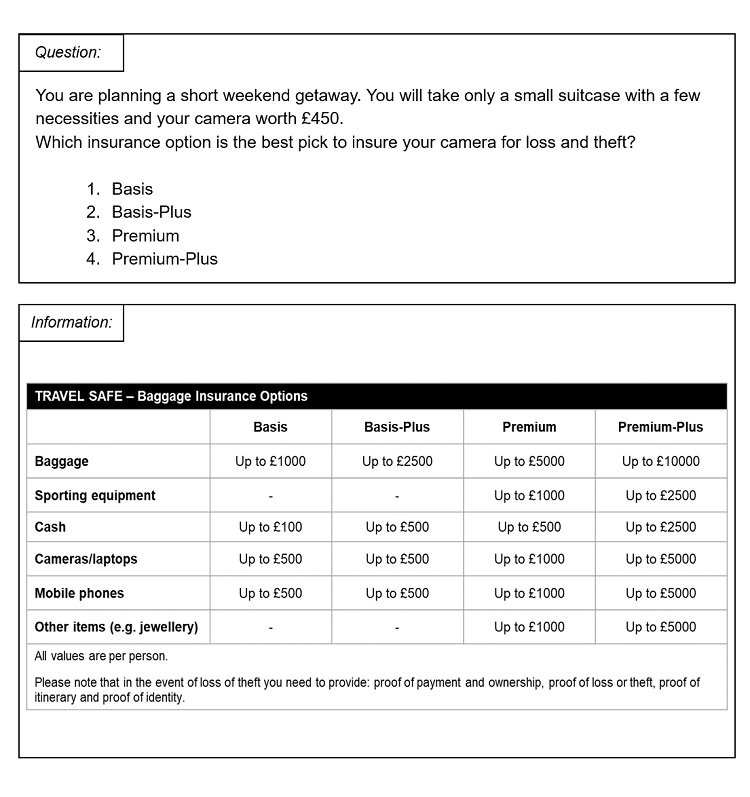 Question:
You are planning a short weekend getaway. You will take only a small suitcase with a few
necessities and your camera worth £450.
Which insurance option is the best pick to insure your camera for loss and theft?
1. Basis
2. Basis-Plus
3. Premium
4. Premium-Plus
Information:
TRAVEL SAFE – Baggage Insurance Options
Basis Basis-Plus Premium Premium-Plus
Baggage Up to £1000 Up to £2500 Up to £5000 Up to £10000
Sporting equipment - - Up to £1000 Up to £2500
Cash Up to £100 Up to £500 Up to £500 Up to £2500
Cameras/laptops Up to £500 Up to £500 Up to £1000 Up to £5000
Mobile phones Up to £500 Up to £500 Up to £1000 Up to £5000
Other items (e.g. jewellery) - - Up to £1000 Up to £5000
All values are per person.
Please note that in the event of loss of theft you need to provide: proof of payment and ownership, proof of loss or theft, proof of
itinerary and proof of identity.